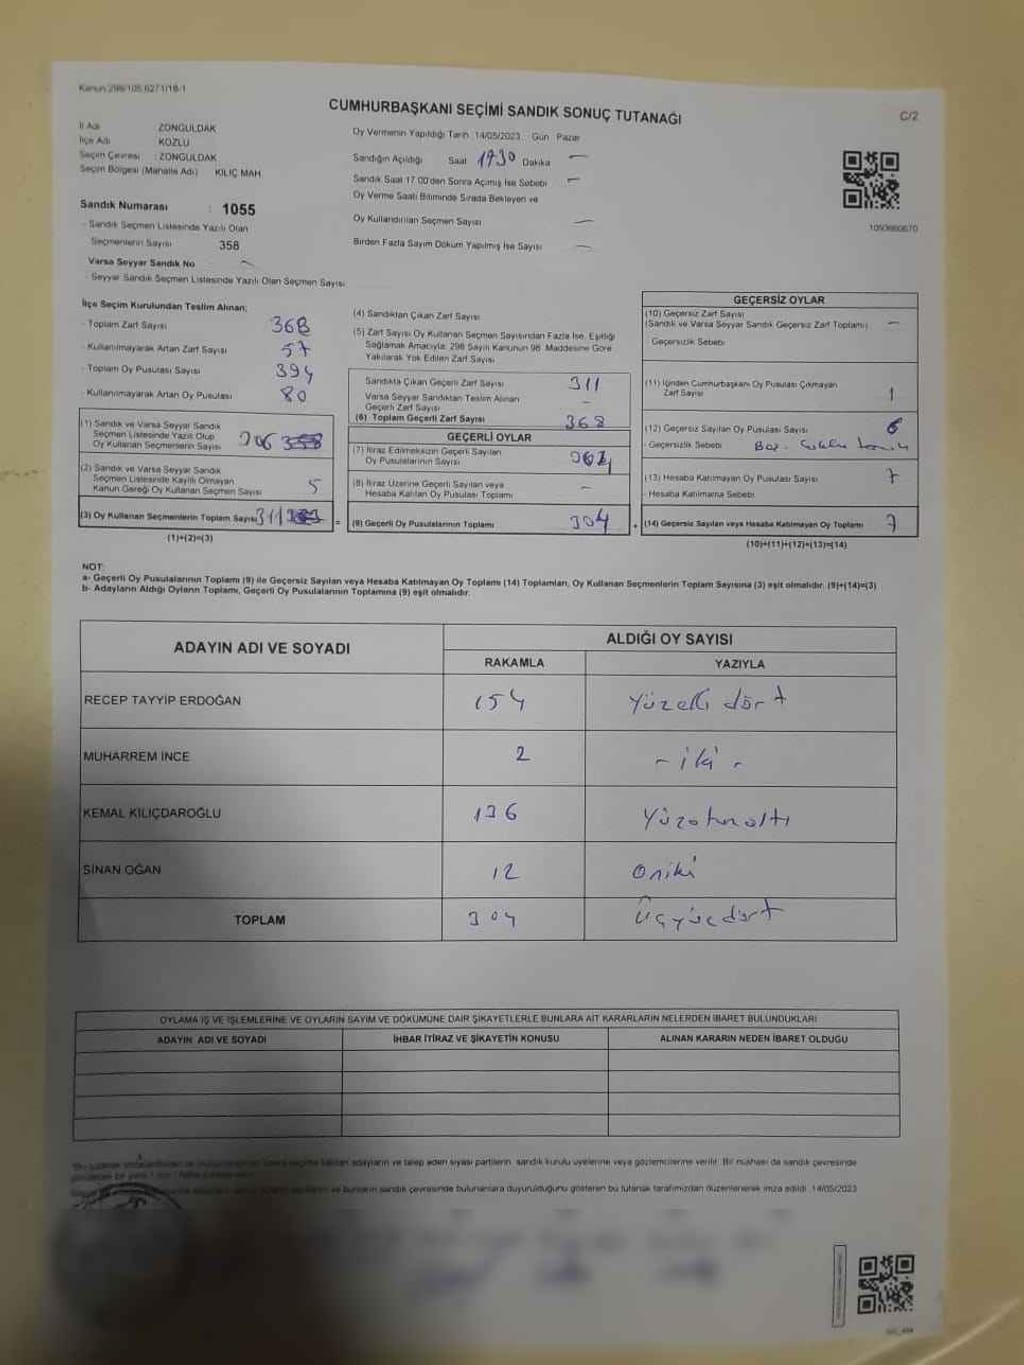 Kanun 298/105,6271/18-1
CUMHURBAŞKANI SEÇİMİ SANDIK SONUÇ TUTANAĞI
C/2
İl Adı : ZONGULDAK
İlçe Adı : KOZLU
Seçim Çevresi : ZONGULDAK
Seçim Bölgesi (Mahalle Adı) KILIÇ MAH.
Sandık Numarası : 1055
- Sandık Seçmen Listesinde Yazılı Olan
Seçmenlerin Sayısı 358
Varsa Seyyar Sandık No —
- Seyyar Sandık Seçmen Listesinde Yazılı Olan Seçmen Sayısı:
Oy Vermenin Yapıldığı Tarih 14/05/2023 Gün Pazar
Sandığın Açıldığı Saat 1730 Dakika —
Sandık Saat 17.00'den Sonra Açılmış İse Sebebi —
Oy Verme Saati Bitiminde Sırada Bekleyen ve
Oy Kullandırılan Seçmen Sayısı —
Birden Fazla Sayım Döküm Yapılmış İse Sayısı —
1050660670
İlçe Seçim Kurulundan Teslim Alınan;
- Toplam Zarf Sayısı 368
- Kullanılmayarak Artan Zarf Sayısı 57
- Toplam Oy Pusulası Sayısı 394
- Kullanılmayarak Artan Oy Pusulası 80
(1) Sandık ve Varsa Seyyar Sandık
Seçmen Listesinde Yazılı Olup
Oy Kullanan Seçmenlerin Sayısı 306
(2) Sandık ve Varsa Seyyar Sandık
Seçmen Listesinde Kayıtlı Olmayan
Kanun Gereği Oy Kullanan Seçmen Sayısı 5
(3) Oy Kullanan Seçmenlerin Toplam Sayısı 311 =
(1)+(2)=(3)
(4) Sandıktan Çıkan Zarf Sayısı
(5) Zarf Sayısı Oy Kullanan Seçmen Sayısından Fazla İse, Eşitliği
Sağlamak Amacıyla; 298 Sayılı Kanunun 98. Maddesine Göre
Yakılarak Yok Edilen Zarf Sayısı
Sandıkta Çıkan Geçerli Zarf Sayısı 311
Varsa Seyyar Sandıktan Teslim Alınan
Geçerli Zarf Sayısı —
(6) Toplam Geçerli Zarf Sayısı 368
GEÇERLİ OYLAR
(7) İtiraz Edilmeksizin Geçerli Sayılan
Oy Pusulalarının Sayısı
(8) İtiraz Üzerine Geçerli Sayılan veya
Hesaba Katılan Oy Pusulası Toplamı —
(9) Geçerli Oy Pusulalarının Toplamı 304 +
GEÇERSİZ OYLAR
(10) Geçersiz Zarf Sayısı
(Sandık ve Varsa Seyyar Sandık Geçersiz Zarf Toplamı) —
Geçersizlik Sebebi:
(11) İçinden Cumhurbaşkanı Oy Pusulası Çıkmayan
Zarf Sayısı 1
(12) Geçersiz Sayılan Oy Pusulası Sayısı 6
- Geçersizlik Sebebi
(13) Hesaba Katılmayan Oy Pusulası Sayısı 7
- Hesaba Katılmama Sebebi
(14) Geçersiz Sayılan veya Hesaba Katılmayan Oy Toplamı 7
(10)+(11)+(12)+(13)=(14)
NOT:
a- Geçerli Oy Pusulalarının Toplamı (9) ile Geçersiz Sayılan veya Hesaba Katılmayan Oy Toplamı (14) Toplamları, Oy Kullanan Seçmenlerin Toplam Sayısına (3) eşit olmalıdır. (9)+(14)=(3)
b- Adayların Aldığı Oyların Toplamı, Geçerli Oy Pusulalarının Toplamına (9) eşit olmalıdır.
ADAYIN ADI VE SOYADI
ALDIĞI OY SAYISI
RAKAMLA YAZIYLA
RECEP TAYYİP ERDOĞAN 154 Yüzelli dört
MUHARREM İNCE 2 - iki -
KEMAL KILIÇDAROĞLU 136 Yüzotuzaltı
SİNAN OĞAN 12 Oniki
TOPLAM 304 Üçyüzdört
OYLAMA İŞ VE İŞLEMLERİNE VE OYLARIN SAYIM VE DÖKÜMÜNE DAİR ŞİKAYETLERLE BUNLARA AİT KARARLARIN NELERDEN İBARET BULUNDUKLARI
ADAYIN ADI VE SOYADI İHBAR İTİRAZ VE ŞİKAYETİN KONUSU ALINAN KARARIN NEDEN İBARET OLDUĞU
adayların ve talep eden siyasi partilerin, sandık kurulu üyelerine veya gözlemcilerine verilir. Bir nüshası da sandık çevresinde
ve bunların sandık çevresinde bulunanlara duyurulduğunu gösteren bu tutanak tarafımızdan düzenlenerek imza edildi. 14/05/2023